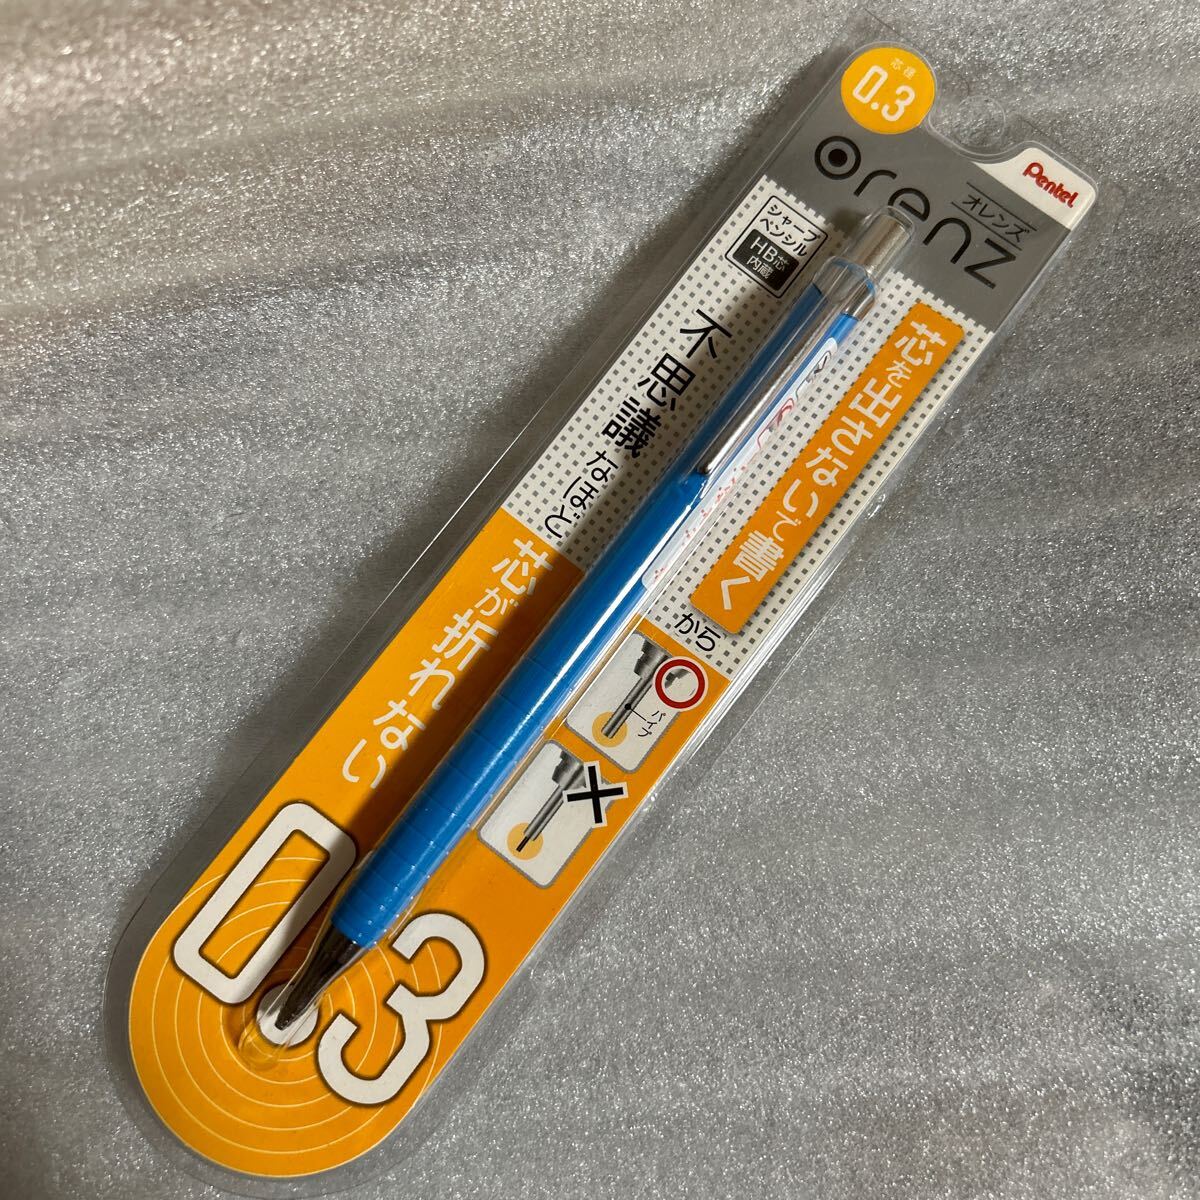 芯径
0.3
Pentel
orenz
オレンズ
シャープ
ペンシル
HB芯
内蔵
芯を出さないで書く
から
不思議なほど
芯が折れない
パイプ
0.3